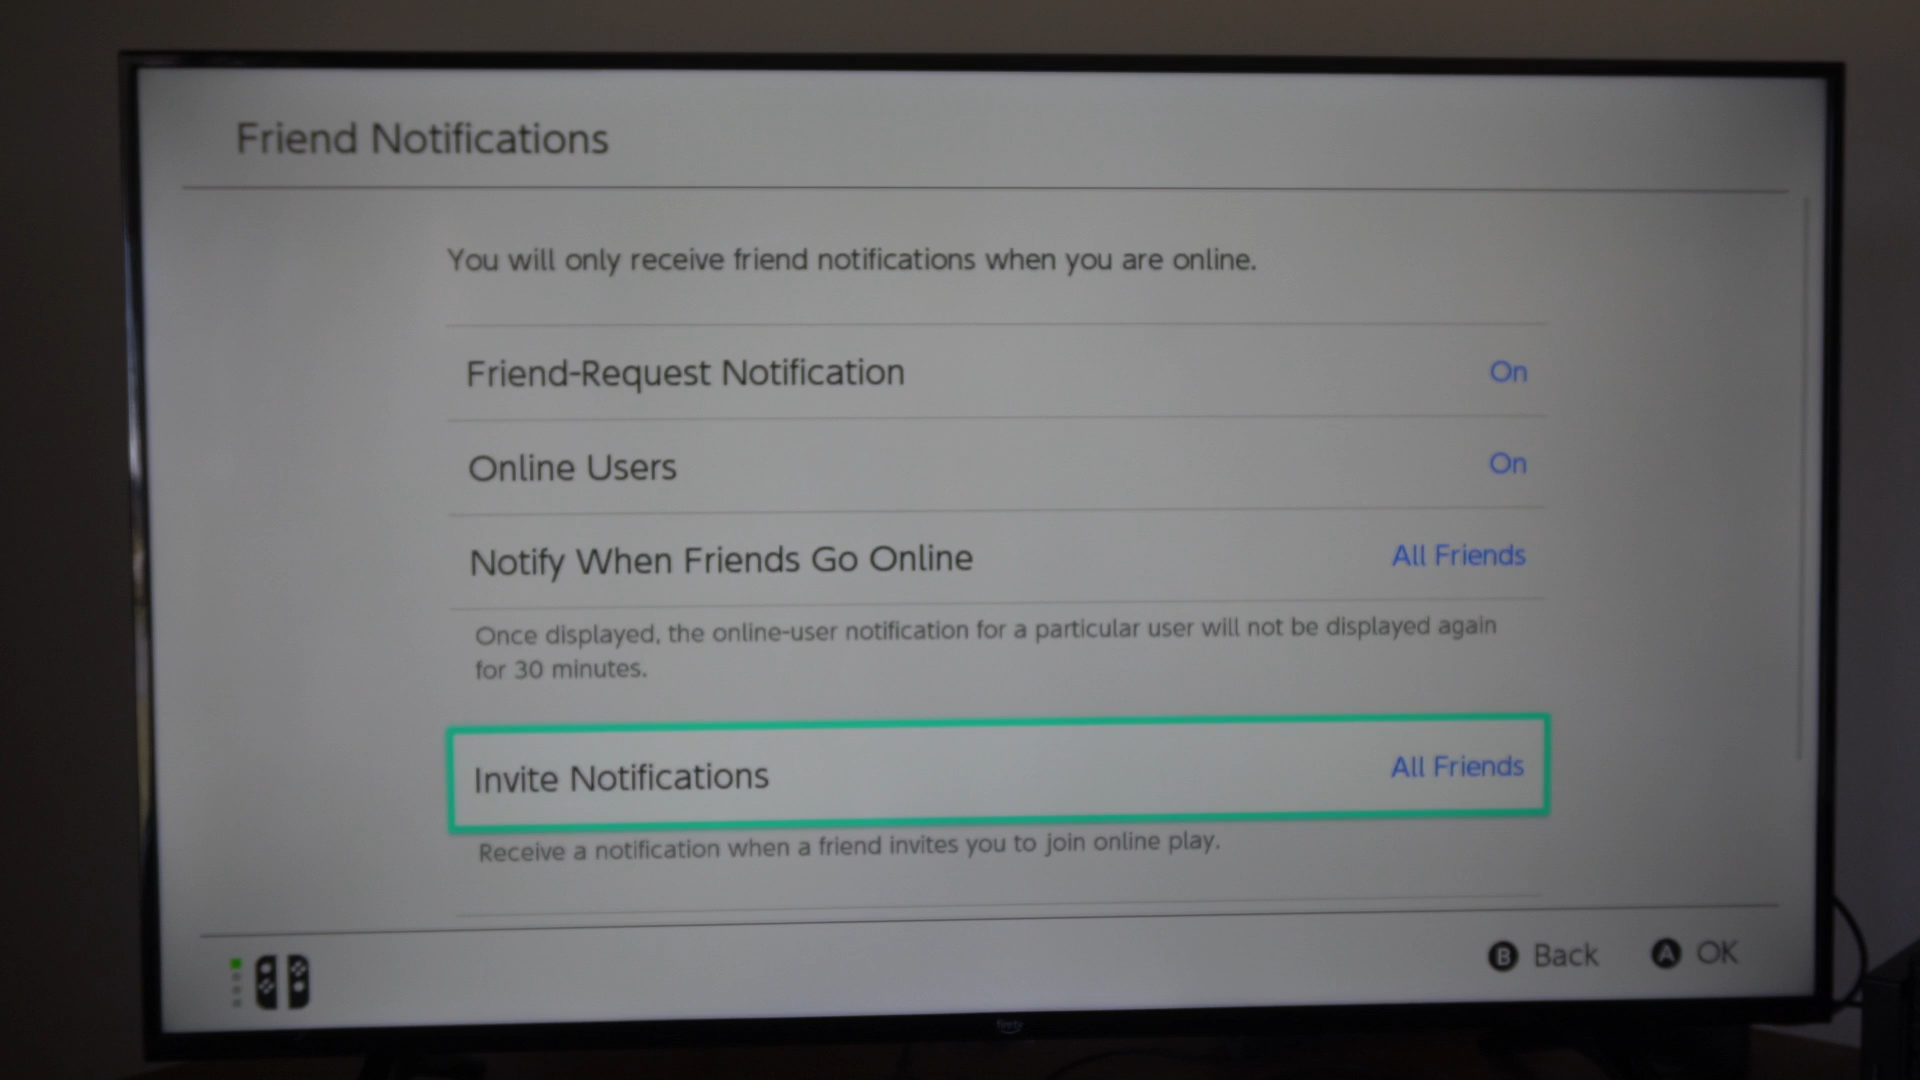 Friend Notifications
You will only receive friend notifications when you are online.
Friend-Request Notification On
Online Users On
Notify When Friends Go Online All Friends
Once displayed, the online-user notification for a particular user will not be displayed again
for 30 minutes.
Invite Notifications All Friends
Receive a notification when a friend invites you to join online play.
B Back A OK